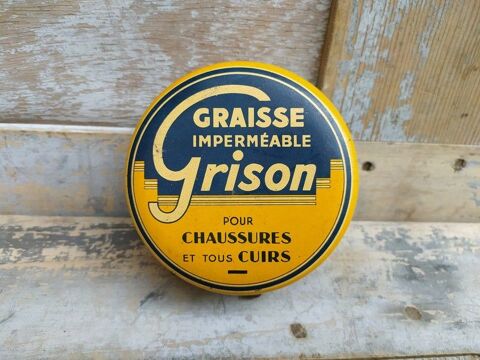 GRAISSE
IMPERMÉABLE
Grison
POUR
CHAUSSURES
ET TOUS CUIRS